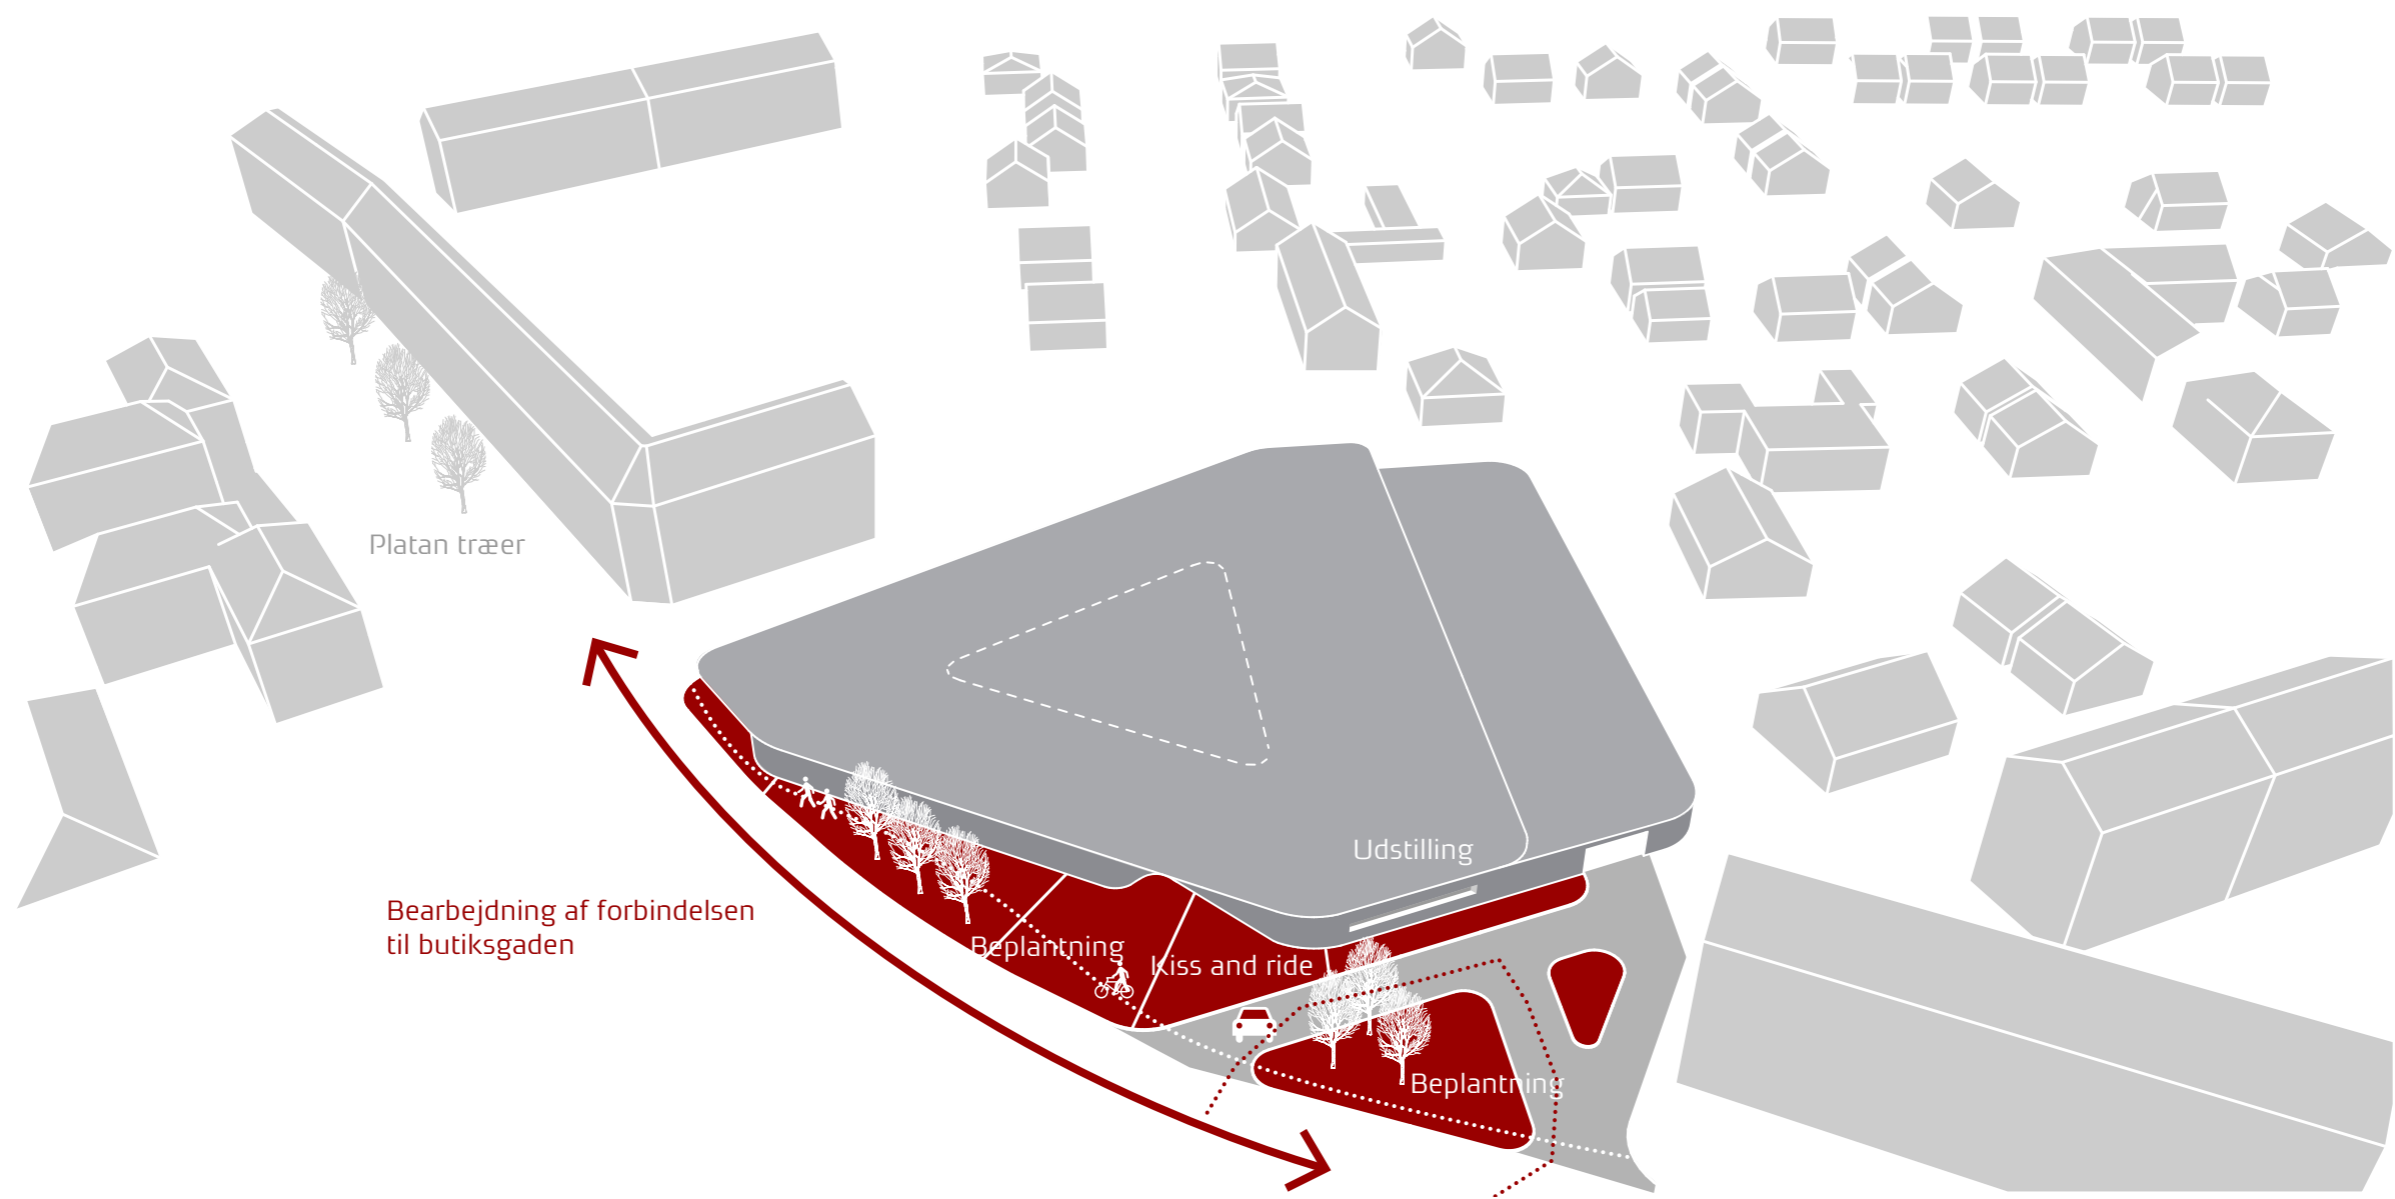 Platan træer
Udstilling
Bearbejdning af forbindelsen
til butiksgaden
Beplantning
Kiss and ride
Beplantning